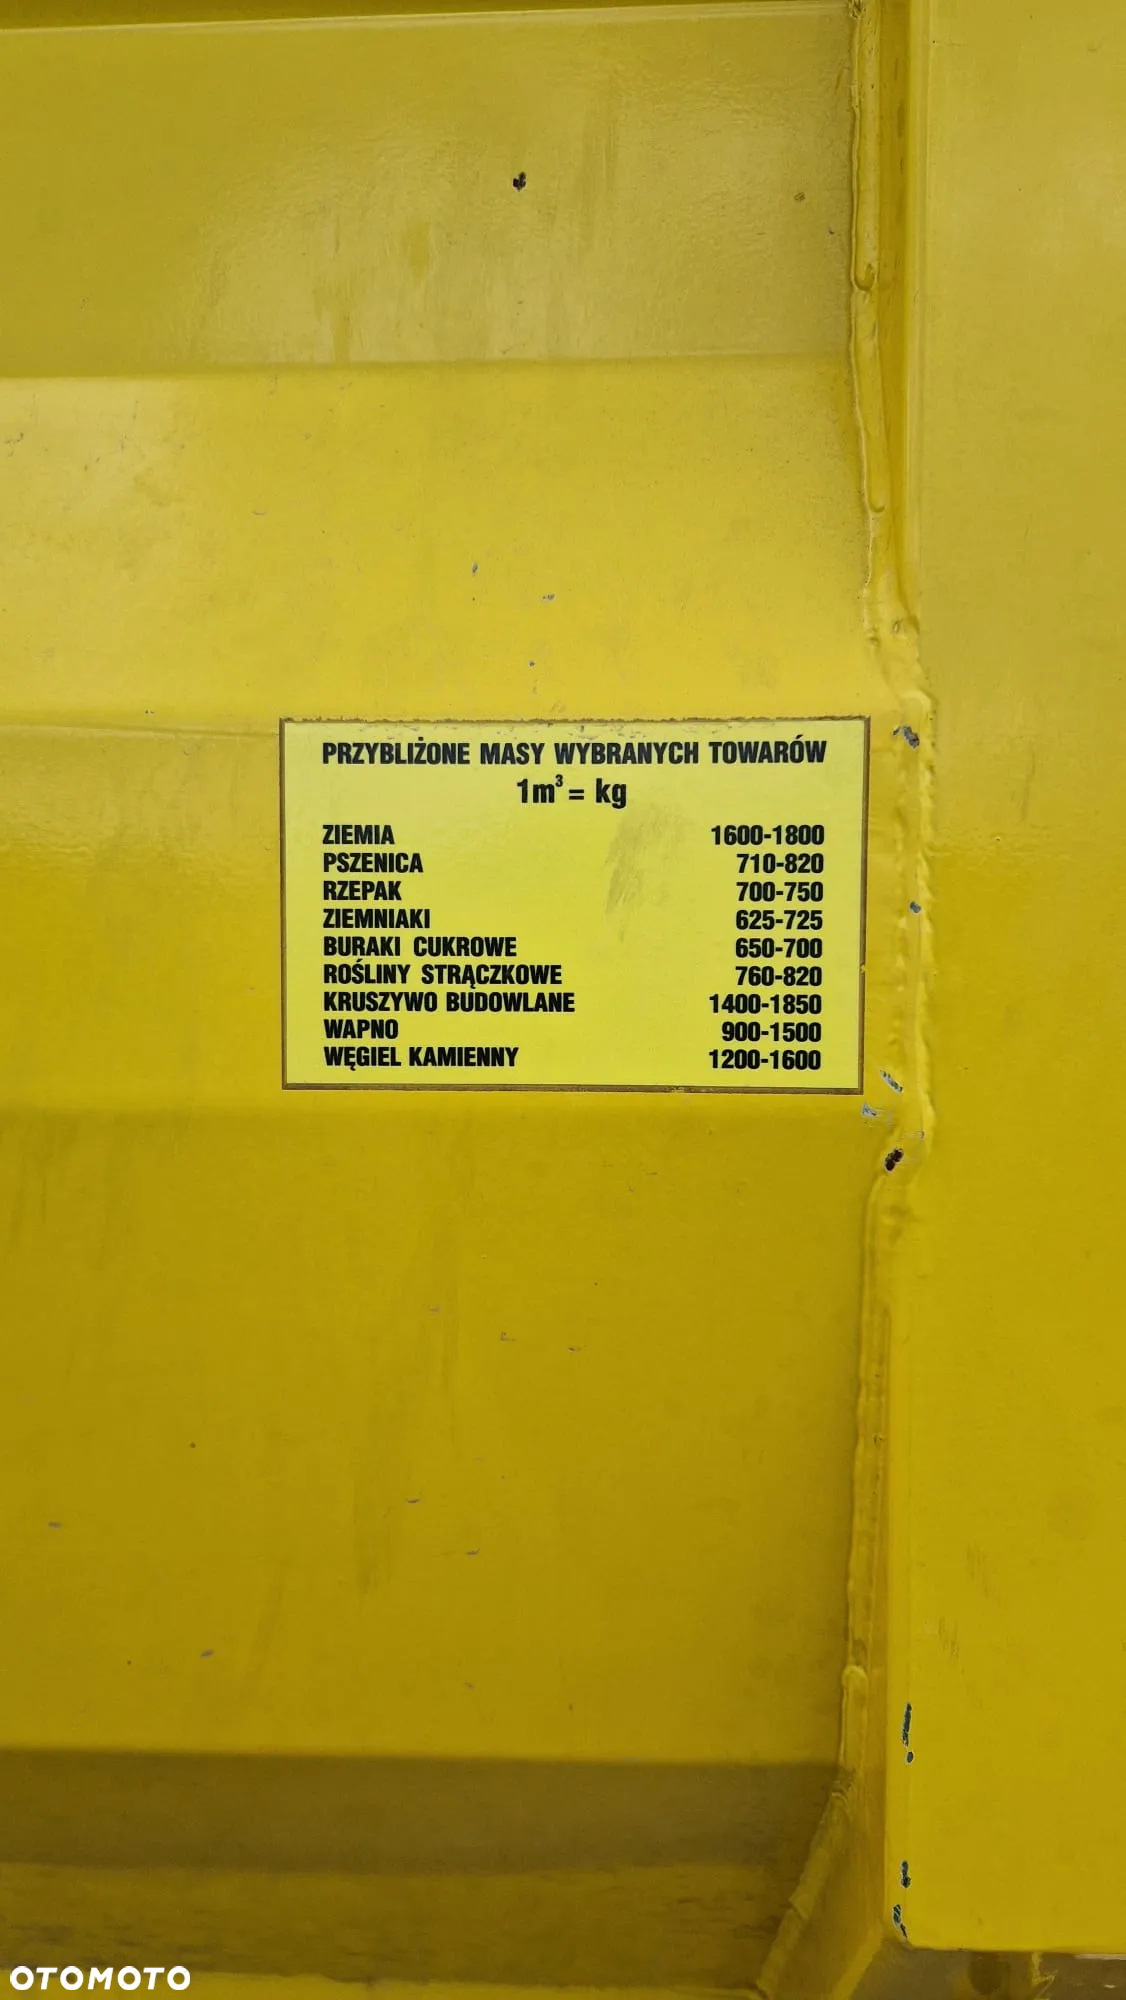 PRZYBLIŻONE MASY WYBRANYCH TOWARÓW
1m³ = kg
ZIEMIA 1600-1800
PSZENICA 710-820
RZEPAK 700-750
ZIEMNIAKI 625-725
BURAKI CUKROWE 650-700
ROŚLINY STRĄCZKOWE 760-820
KRUSZYWO BUDOWLANE 1400-1850
WAPNO 900-1500
WĘGIEL KAMIENNY 1200-1600
OTOMOTO